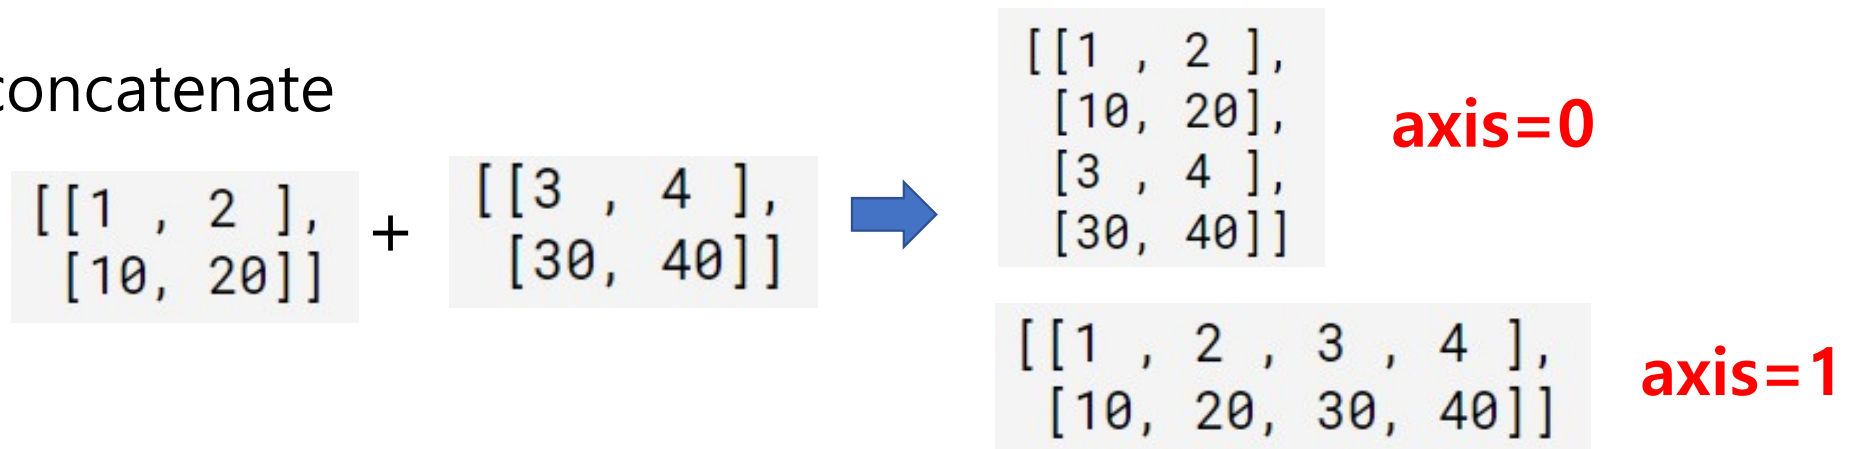 concatenate
[[1 , 2 ],
[10, 20]]
+
[[3 , 4 ],
[30, 40]]
[[1 , 2 ],
[10, 20],
[3 , 4 ],
[30, 40]]
axis=0
[[1 , 2 , 3 , 4 ],
[10, 20, 30, 40]]
axis=1